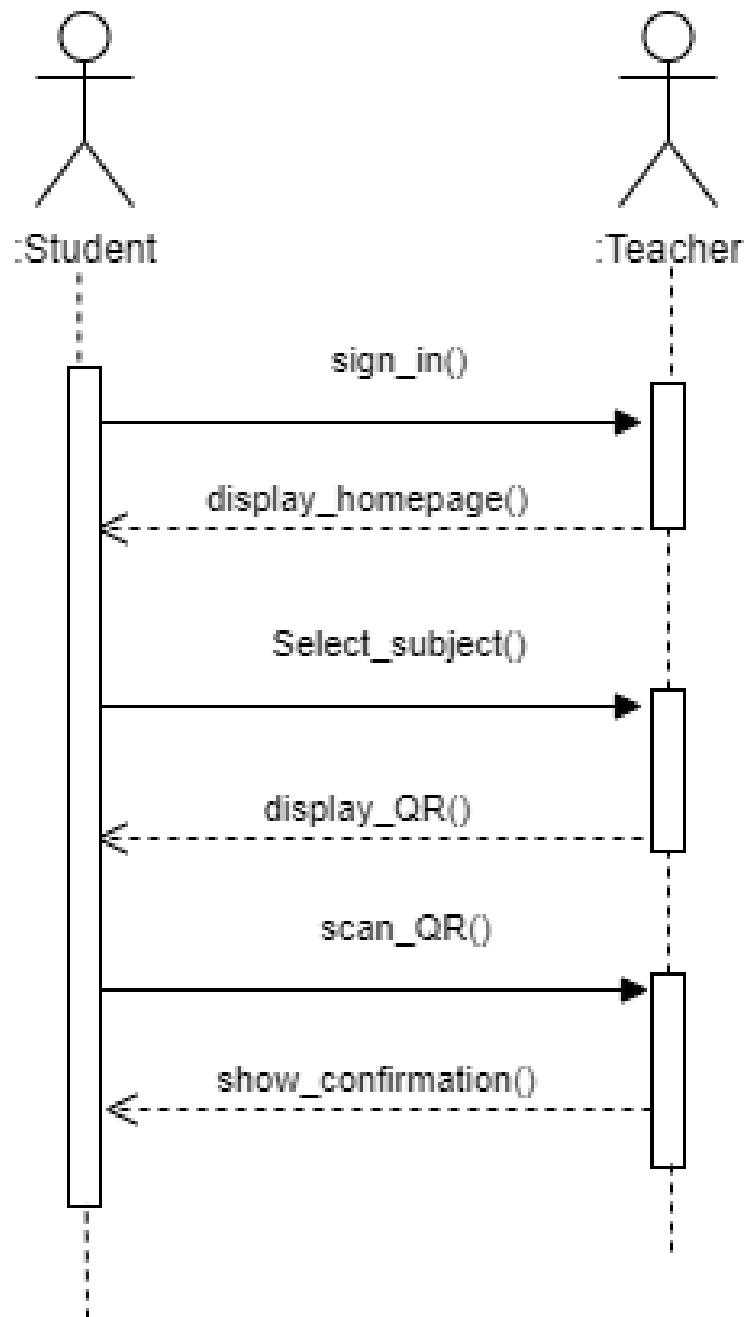 :Student
:Teacher
sign_in()
display_homepage()
Select_subject()
display_QR()
scan_QR()
show_confirmation()